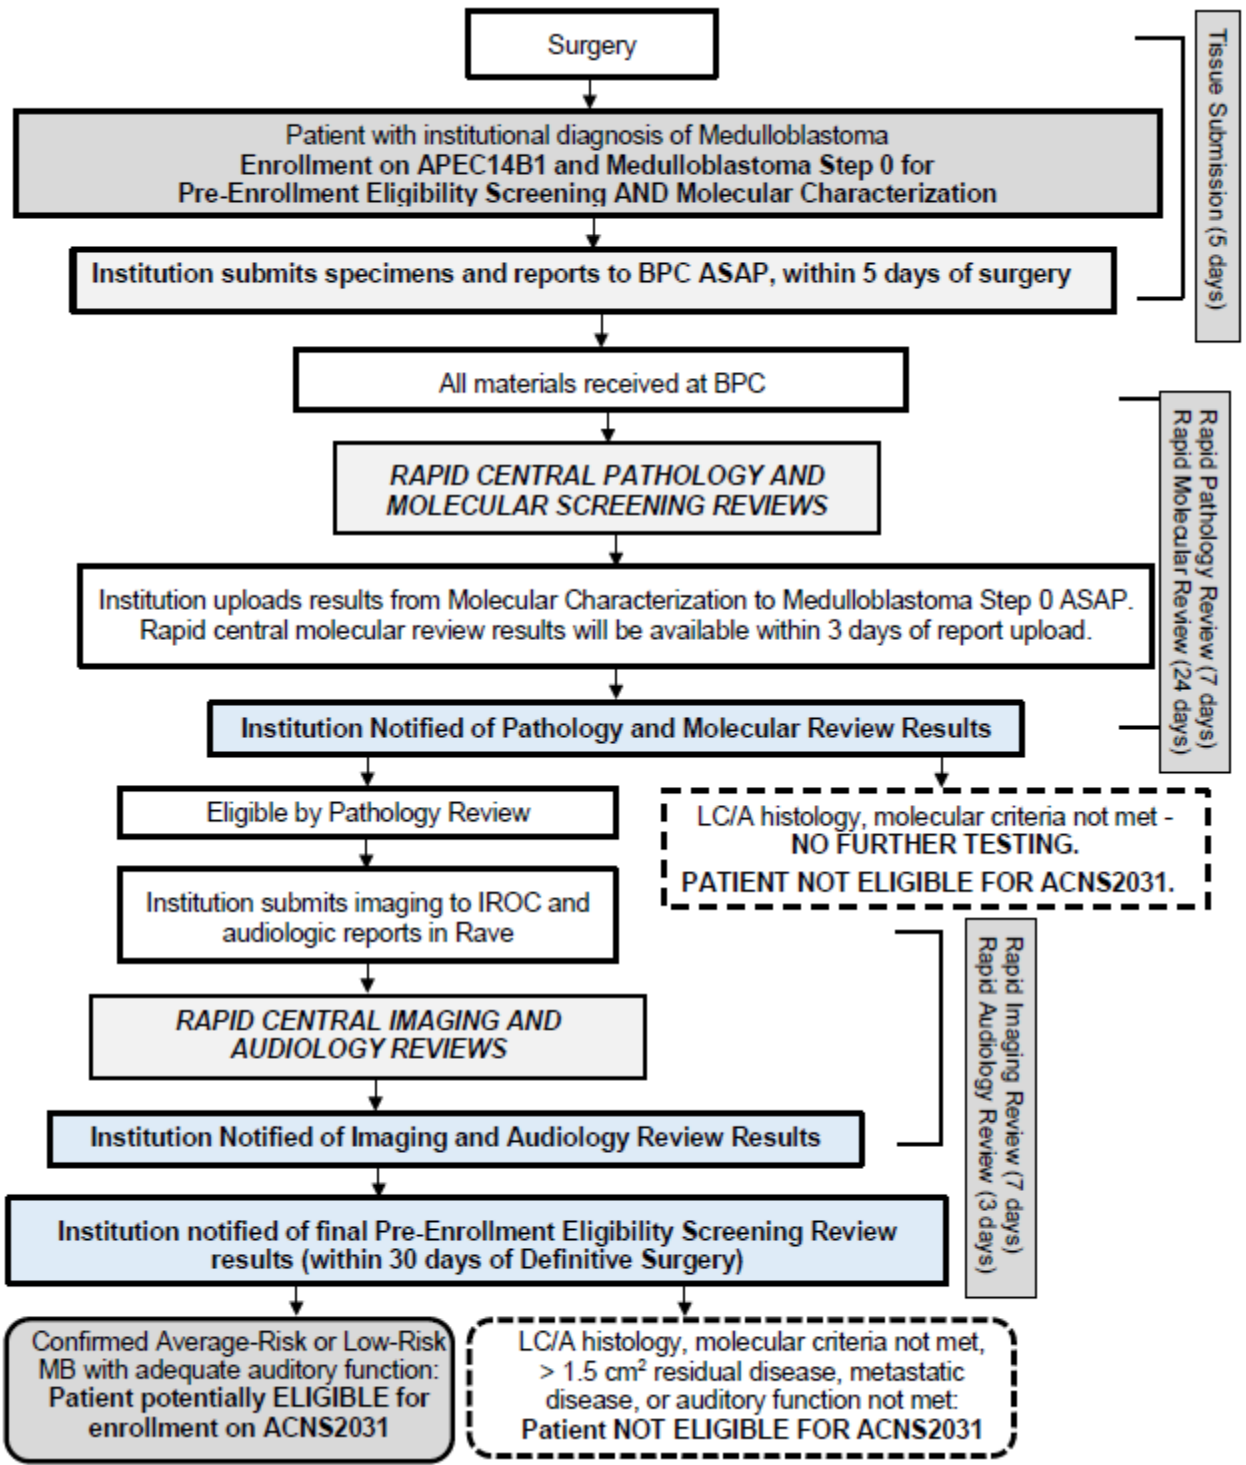 Surgery
Tissue Submission (5 days)
Patient with institutional diagnosis of Medulloblastoma
Enrollment on APEC14B1 and Medulloblastoma Step 0 for
Pre-Enrollment Eligibility Screening AND Molecular Characterization
Institution submits specimens and reports to BPC ASAP, within 5 days of surgery
All materials received at BPC
Rapid Pathology Review (7 days)
Rapid Molecular Review (24 days)
RAPID CENTRAL PATHOLOGY AND
MOLECULAR SCREENING REVIEWS
Institution uploads results from Molecular Characterization to Medulloblastoma Step 0 ASAP.
Rapid central molecular review results will be available within 3 days of report upload.
Institution Notified of Pathology and Molecular Review Results
Eligible by Pathology Review
LC/A histology, molecular criteria not met -
NO FURTHER TESTING.
PATIENT NOT ELIGIBLE FOR ACNS2031.
Institution submits imaging to IROC and
audiologic reports in Rave
Rapid Imaging Review (7 days)
Rapid Audiology Review (3 days)
RAPID CENTRAL IMAGING AND
AUDIOLOGY REVIEWS
Institution Notified of Imaging and Audiology Review Results
Institution notified of final Pre-Enrollment Eligibility Screening Review
results (within 30 days of Definitive Surgery)
Confirmed Average-Risk or Low-Risk
MB with adequate auditory function:
Patient potentially ELIGIBLE for
enrollment on ACNS2031
LC/A histology, molecular criteria not met,
> 1.5 cm² residual disease, metastatic
disease, or auditory function not met:
Patient NOT ELIGIBLE FOR ACNS2031